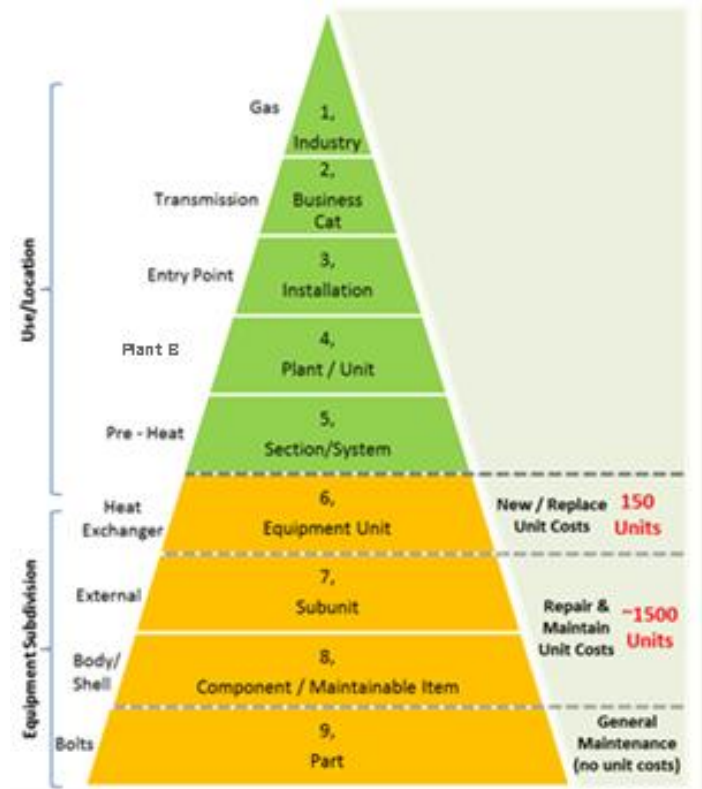 Gas
1,
Industry
Transmission
2,
Business
Cat
Entry Point
3,
Installation
Plant B
4,
Plant / Unit
Pre - Heat
5,
Section/System
Use/Location
Heat
Exchanger
6,
Equipment Unit
New / Replace
Unit Costs
150
Units
External
7,
Subunit
Repair &
Maintain
Unit Costs
~1500
Units
Body/
Shell
8,
Component / Maintainable Item
Bolts
9,
Part
General
Maintenance
(no unit costs)
Equipment Subdivision